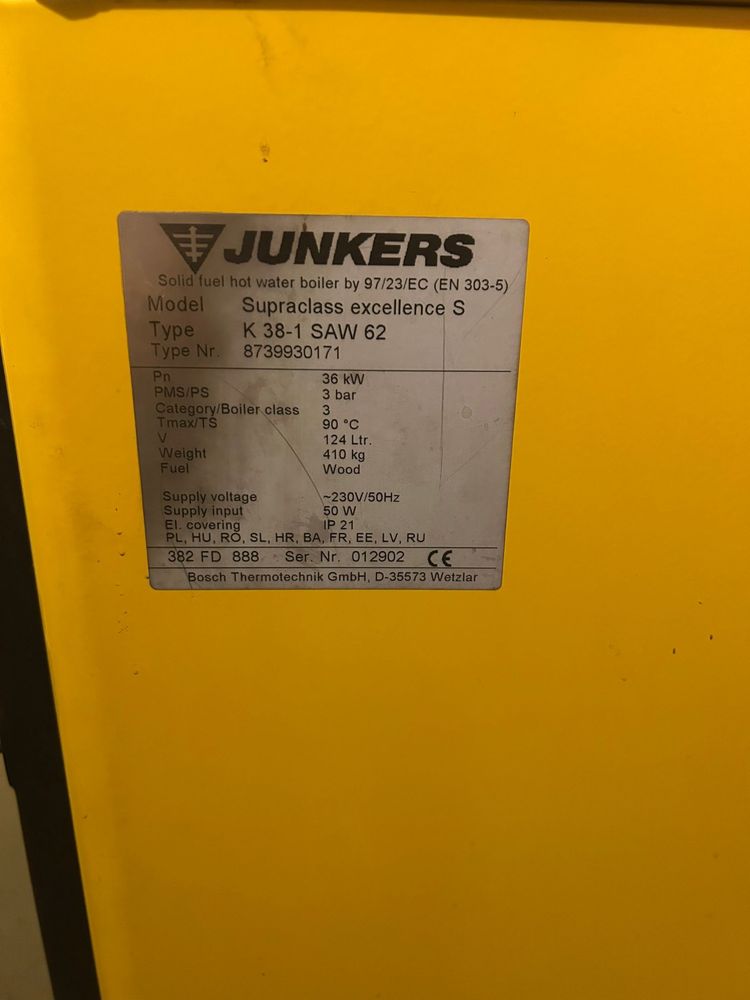 JUNKERS
Solid fuel hot water boiler by 97/23/EC (EN 303-5)
Model Supraclass excellence S
Type K 38-1 SAW 62
Type Nr. 8739930171
Pn 36 kW
PMS/PS 3 bar
Category/Boiler class 3
Tmax/TS 90 °C
V 124 Ltr.
Weight 410 kg
Fuel Wood
Supply voltage ~230V/50Hz
Supply input 50 W
El. covering IP 21
PL, HU, RO, SL, HR, BA, FR, EE, LV, RU
382 FD 888 Ser. Nr. 012902 CE
Bosch Thermotechnik GmbH, D-35573 Wetzlar